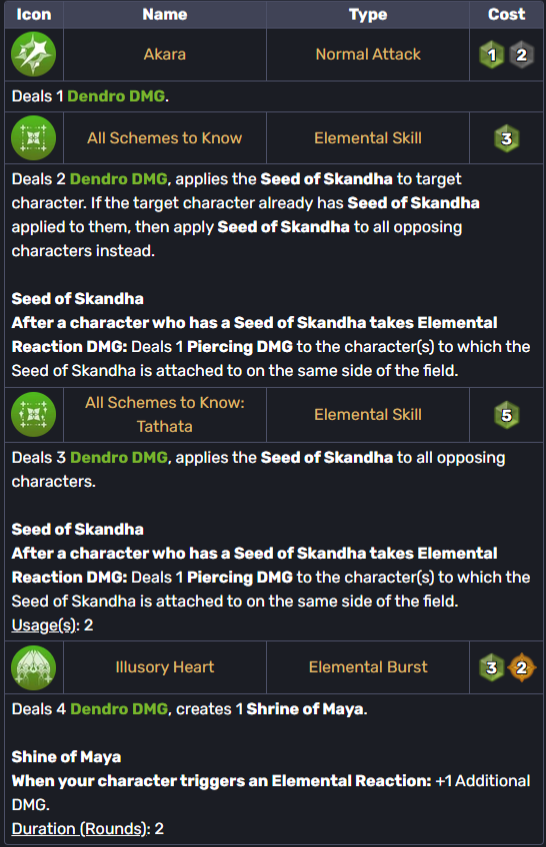 Icon Name Type Cost
Akara Normal Attack 1 2
Deals 1 Dendro DMG.
All Schemes to Know Elemental Skill 3
Deals 2 Dendro DMG, applies the Seed of Skandha to target
character. If the target character already has Seed of Skandha
applied to them, then apply Seed of Skandha to all opposing
characters instead.
Seed of Skandha
After a character who has a Seed of Skandha takes Elemental
Reaction DMG: Deals 1 Piercing DMG to the character(s) to which the
Seed of Skandha is attached to on the same side of the field.
All Schemes to Know:
Tathata
Elemental Skill 5
Deals 3 Dendro DMG, applies the Seed of Skandha to all opposing
characters.
Seed of Skandha
After a character who has a Seed of Skandha takes Elemental
Reaction DMG: Deals 1 Piercing DMG to the character(s) to which the
Seed of Skandha is attached to on the same side of the field.
Usage(s): 2
Illusory Heart Elemental Burst 3 2
Deals 4 Dendro DMG, creates 1 Shrine of Maya.
Shine of Maya
When your character triggers an Elemental Reaction: +1 Additional
DMG.
Duration (Rounds): 2